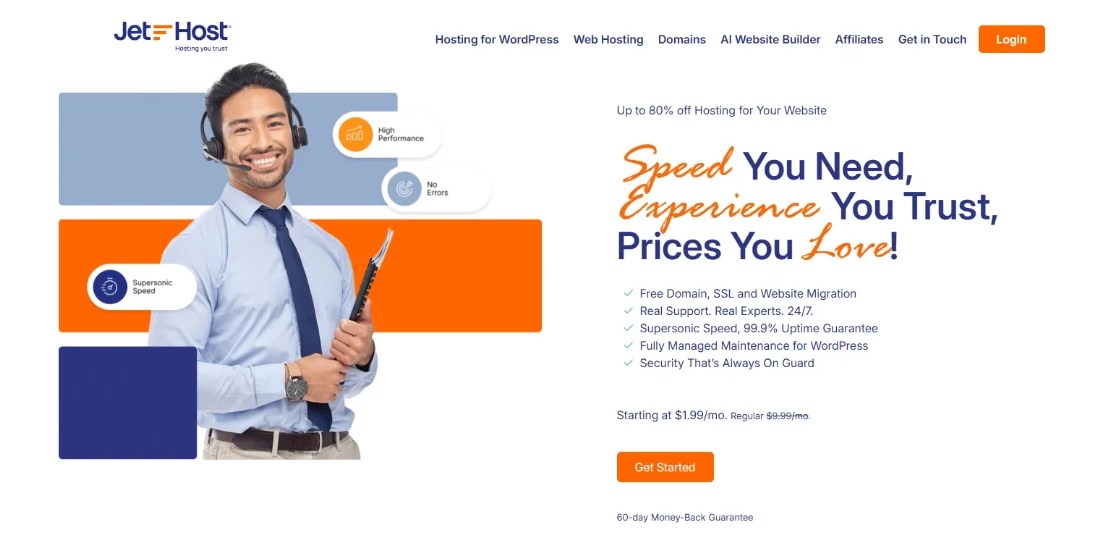 Jet Host
Hosting you trust
Hosting for WordPress
Web Hosting
Domains
AI Website Builder
Affiliates
Get in Touch
Login
High
Performance
No
Errors
Supersonic
Speed
Up to 80% off Hosting for Your Website
Speed You Need,
Experience You Trust,
Prices You Love!
Free Domain, SSL and Website Migration
Real Support. Real Experts. 24/7.
Supersonic Speed, 99.9% Uptime Guarantee
Fully Managed Maintenance for WordPress
Security That's Always On Guard
Starting at $1.99/mo. Regular $9.99/mo.
Get Started
60-day Money-Back Guarantee